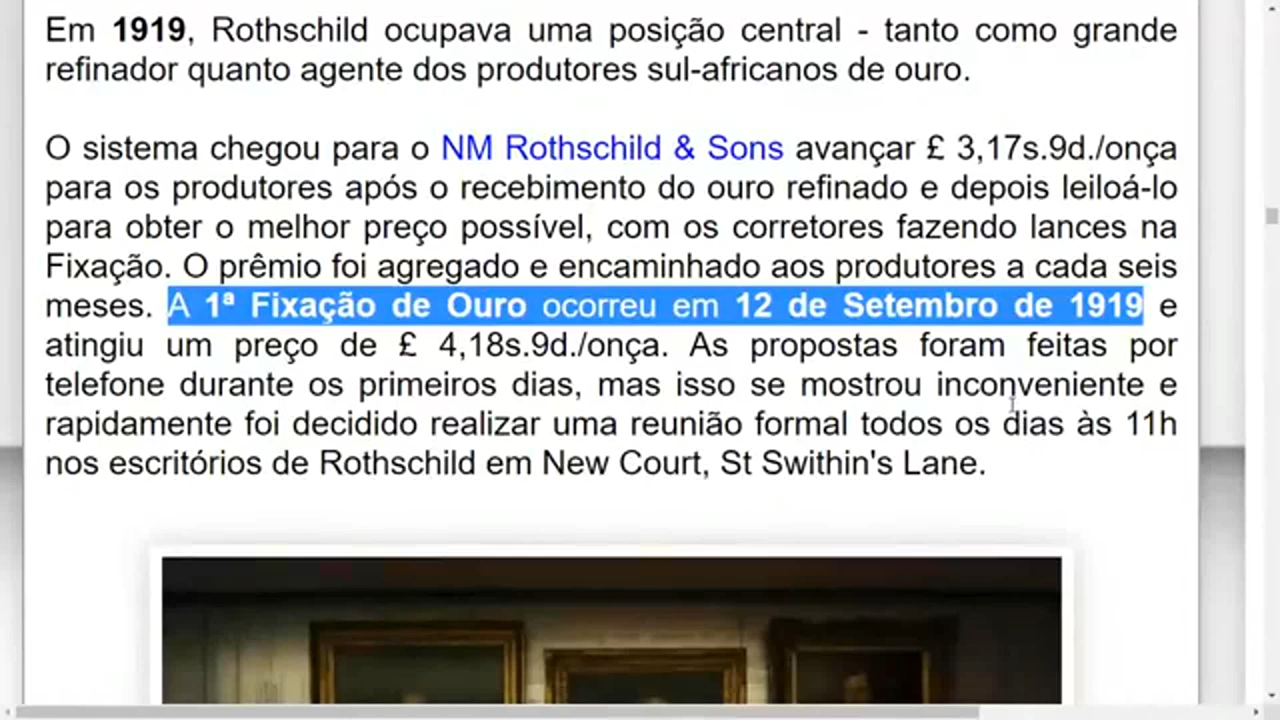 Em 1919, Rothschild ocupava uma posição central - tanto como grande
refinador quanto agente dos produtores sul-africanos de ouro.
O sistema chegou para o NM Rothschild & Sons avançar £ 3,17s.9d./onça
para os produtores após o recebimento do ouro refinado e depois leiloá-lo
para obter o melhor preço possível, com os corretores fazendo lances na
Fixação. O prêmio foi agregado e encaminhado aos produtores a cada seis
meses. A 1ª Fixação de Ouro ocorreu em 12 de Setembro de 1919 e
atingiu um preço de £ 4,18s.9d./onça. As propostas foram feitas por
telefone durante os primeiros dias, mas isso se mostrou inconveniente e
rapidamente foi decidido realizar uma reunião formal todos os dias às 11h
nos escritórios de Rothschild em New Court, St Swithin's Lane.